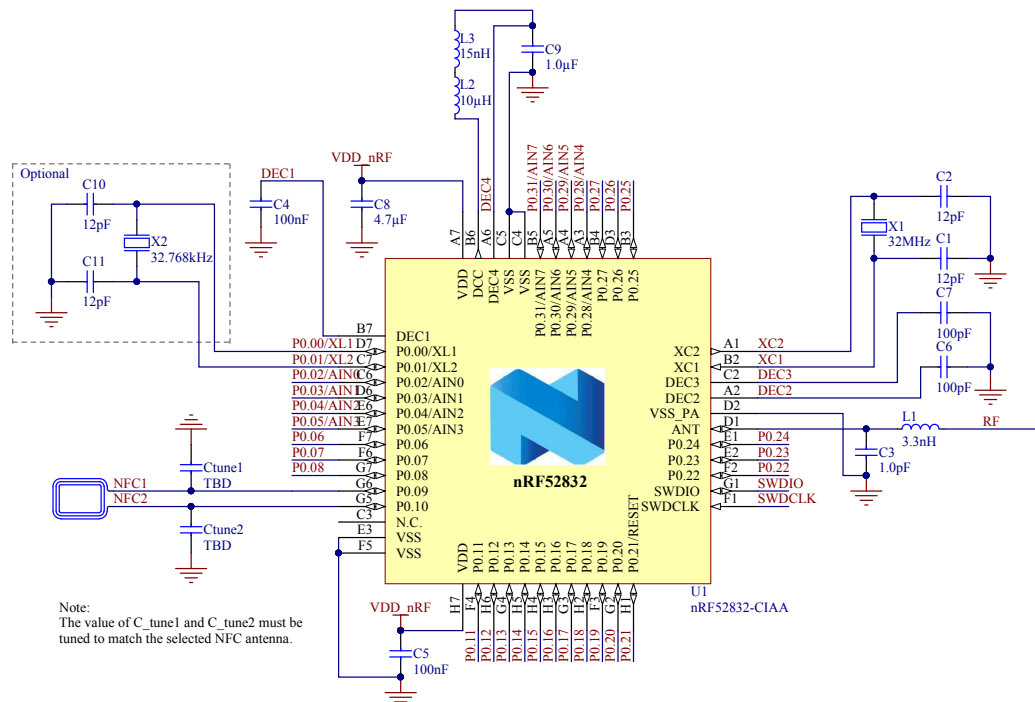 L3
15nH
L2
10µH
C9
1.0µF
Optional
C10
12pF
X2
32.768kHz
C11
12pF
DEC1
C4
100nF
VDD_nRF
C8
4.7µF
DEC4
P0.31/AIN7
P0.30/AIN6
P0.29/AIN5
P0.28/AIN4
P0.27
P0.26
P0.25
A7
B6
A6
C5
C4
B5
A5
A4
A3
B4
D3
B3
VDD
DCC
DEC4
VSS
VSS
P0.31/AIN7
P0.30/AIN6
P0.29/AIN5
P0.28/AIN4
P0.27
P0.26
P0.25
C2
12pF
X1
32MHz
C1
12pF
C7
100pF
C6
100pF
B7 DEC1
P0.00/XL1 D7 P0.00/XL1
P0.01/XL2 C7 P0.01/XL2
P0.02/AIN0 C6 P0.02/AIN0
P0.03/AIN1 D6 P0.03/AIN1
P0.04/AIN2 E6 P0.04/AIN2
P0.05/AIN3 E7 P0.05/AIN3
P0.06 F7 P0.06
P0.07 F6 P0.07
P0.08 G7 P0.08
NFC1 G6 P0.09
NFC2 G5 P0.10
C3 N.C.
E3 VSS
F5 VSS
Ctune1
TBD
Ctune2
TBD
nRF52832
XC2 A1 XC2
XC1 B2 XC1
DEC3 C2 DEC3
DEC2 A2 DEC2
VSS_PA D2
ANT D1
P0.24 E1 P0.24
P0.23 E2 P0.23
P0.22 F2 P0.22
SWDIO G1 SWDIO
SWDCLK F1 SWDCLK
L1
3.3nH
RF
C3
1.0pF
VDD
P0.11
P0.12
P0.13
P0.14
P0.15
P0.16
P0.17
P0.18
P0.19
P0.20
P0.21/RESET
H7
F4
H6
G4
H5
H4
H3
G3
H2
F3
G2
H1
P0.11
P0.12
P0.13
P0.14
P0.15
P0.16
P0.17
P0.18
P0.19
P0.20
P0.21
U1
nRF52832-CIAA
VDD_nRF
C5
100nF
Note:
The value of C_tune1 and C_tune2 must be
tuned to match the selected NFC antenna.